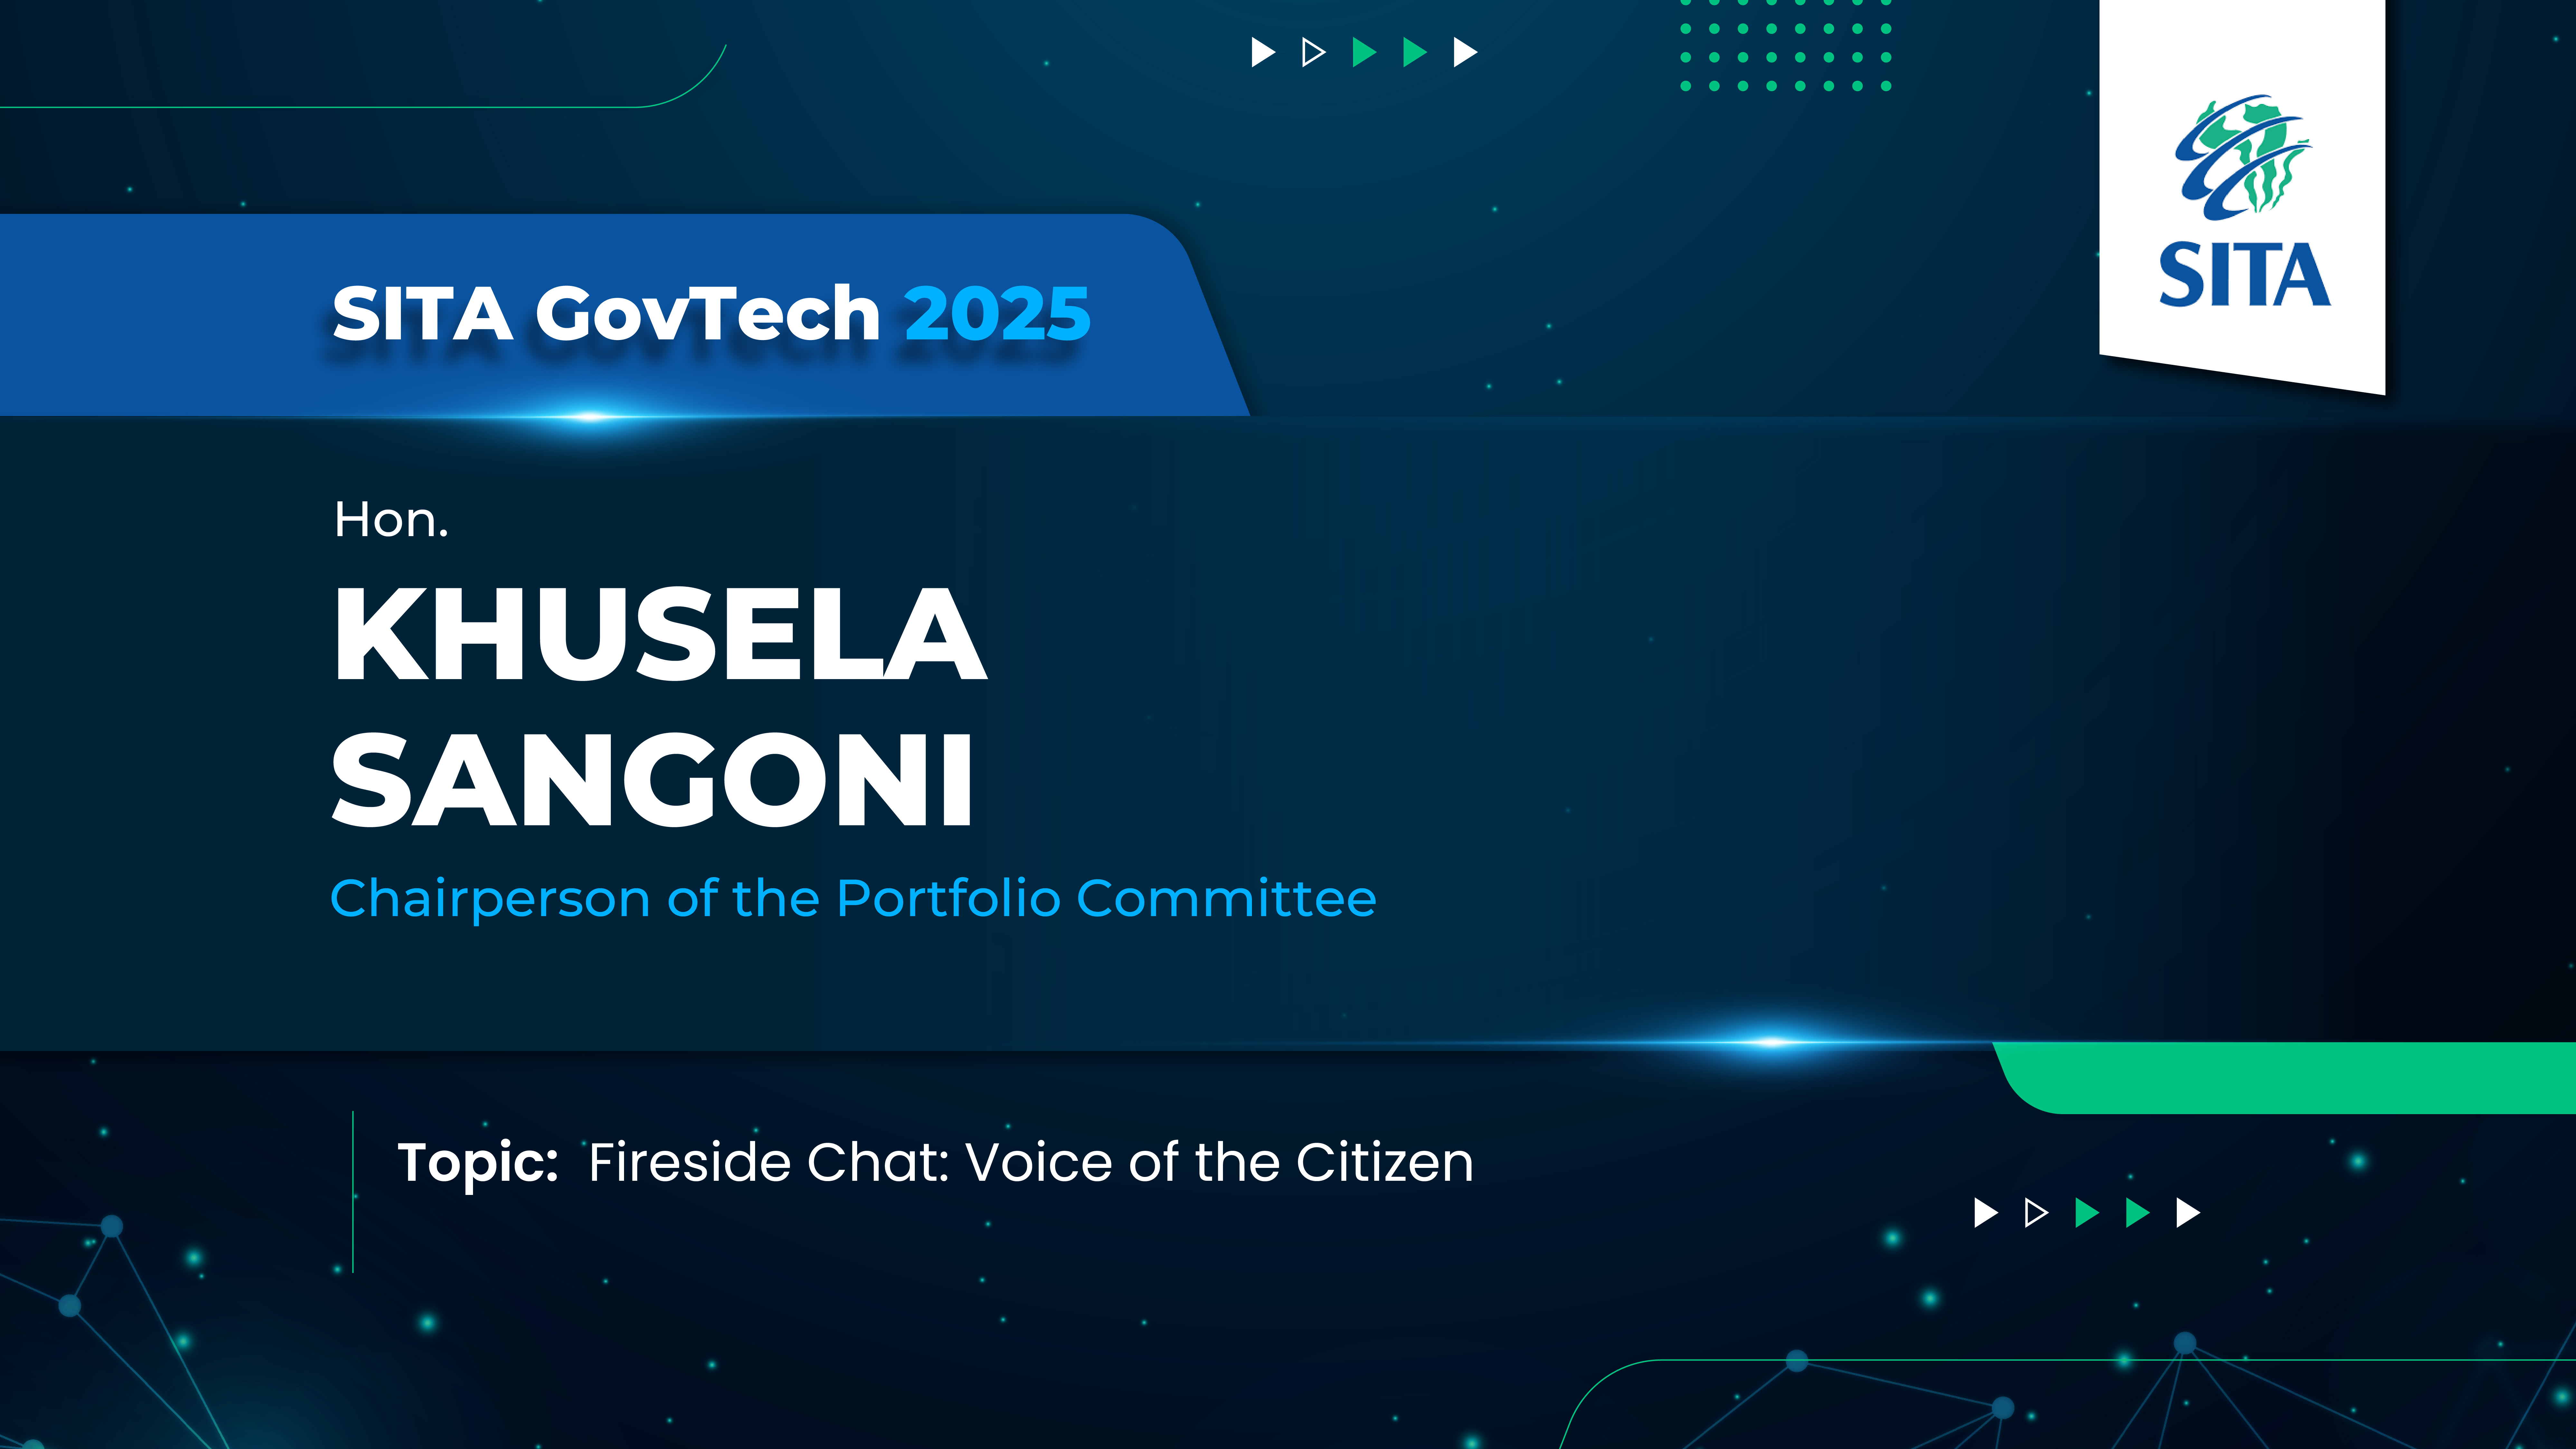 SITA
SITA GovTech 2025
Hon.
KHUSELA
SANGONI
Chairperson of the Portfolio Committee
Topic: Fireside Chat: Voice of the Citizen